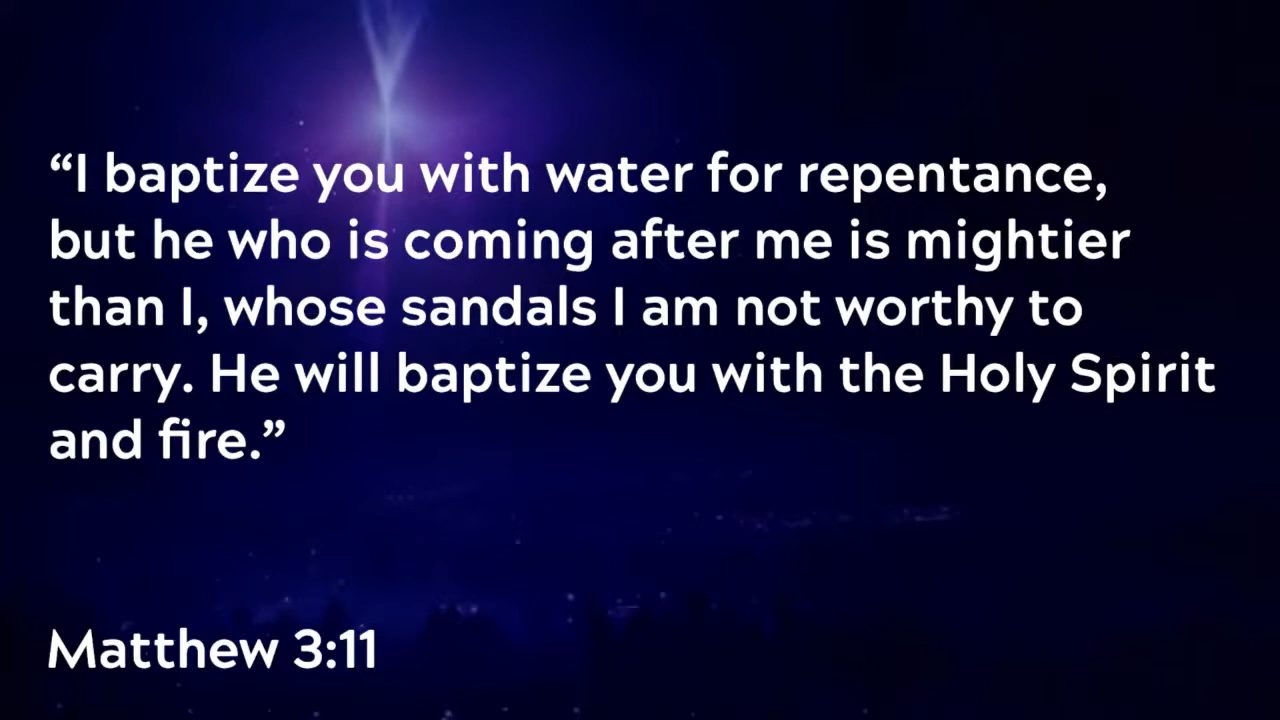 “I baptize you with water for repentance,
but he who is coming after me is mightier
than I, whose sandals I am not worthy to
carry. He will baptize you with the Holy Spirit
and fire.”
Matthew 3:11